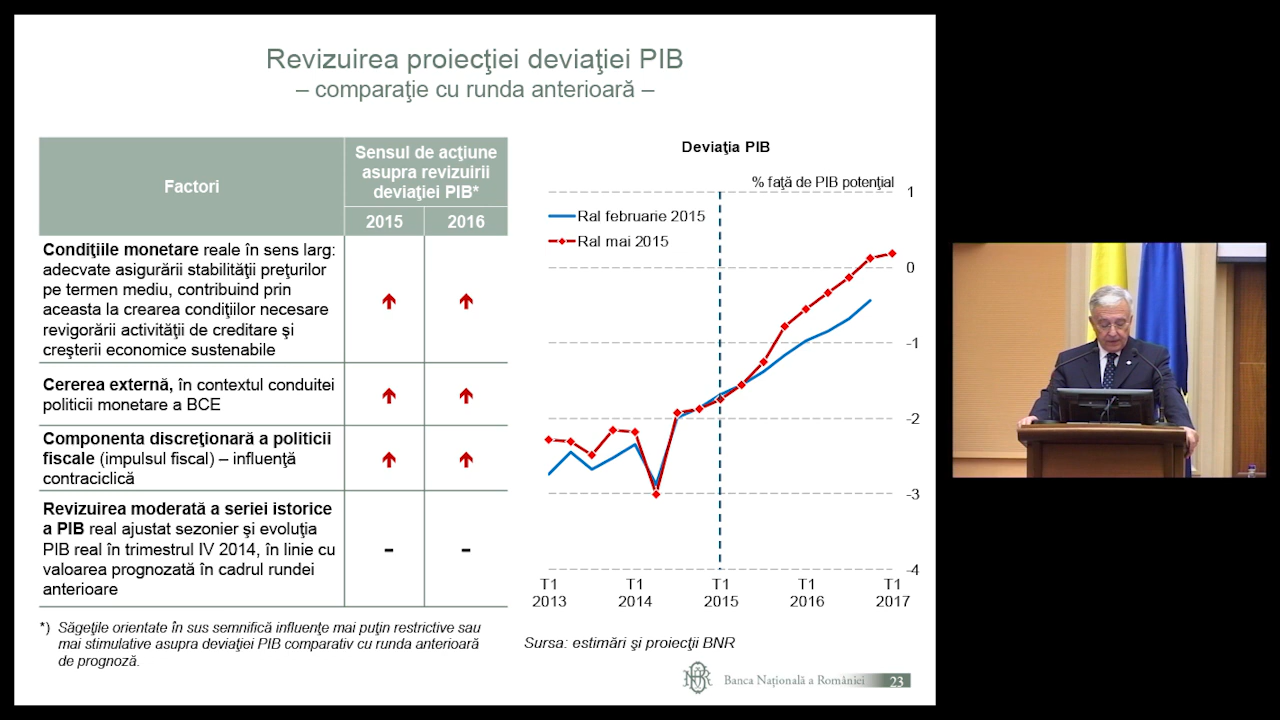 Revizuirea proiecţiei deviaţiei PIB
– comparaţie cu runda anterioară –
Factori
Sensul de acţiune
asupra revizuirii
deviaţiei PIB*
2015
2016
Condiţiile monetare reale în sens larg:
adecvate asigurării stabilităţii preţurilor
pe termen mediu, contribuind prin
aceasta la crearea condiţiilor necesare
revigorării activităţii de creditare şi
creşterii economice sustenabile
Cererea externă, în contextul conduitei
politicii monetare a BCE
Componenta discreţionară a politicii
fiscale (impulsul fiscal) – influenţă
contraciclică
Revizuirea moderată a seriei istorice
a PIB real ajustat sezonier şi evoluţia
PIB real în trimestrul IV 2014, în linie cu
valoarea prognozată în cadrul rundei
anterioare
-
-
*) Săgeţile orientate în sus semnifică influenţe mai puţin restrictive sau
mai stimulative asupra deviaţiei PIB comparativ cu runda anterioară
de prognoză.
Deviaţia PIB
% faţă de PIB potenţial
Ral februarie 2015
Ral mai 2015
1
0
-1
-2
-3
-4
T1
2013
T1
2014
T1
2015
T1
2016
T1
2017
Sursa: estimări şi proiecţii BNR
Banca Naţională a României
23